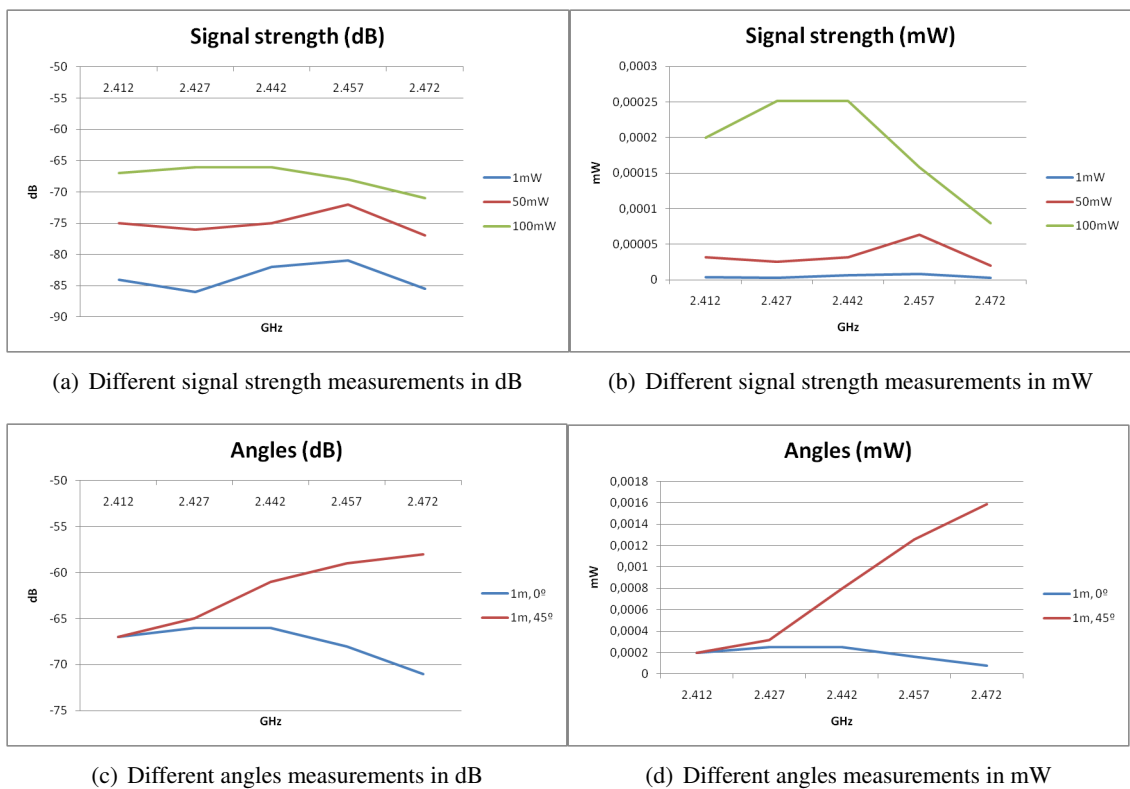 Signal strength (dB)
-50
2.412 2.427 2.442 2.457 2.472
-55
-60
-65
-70
-75
-80
-85
-90
dB
GHz
1mW
50mW
100mW
(a) Different signal strength measurements in dB
Signal strength (mW)
0,0003
0,00025
0,0002
0,00015
0,0001
0,00005
0
mW
2.412 2.427 2.442 2.457 2.472
GHz
1mW
50mW
100mW
(b) Different signal strength measurements in mW
Angles (dB)
-50
2.412 2.427 2.442 2.457 2.472
-55
-60
-65
-70
-75
dB
GHz
1m, 0º
1m, 45º
(c) Different angles measurements in dB
Angles (mW)
0,0018
0,0016
0,0014
0,0012
0,001
0,0008
0,0006
0,0004
0,0002
0
mW
2.412 2.427 2.442 2.457 2.472
GHz
1m, 0º
1m, 45º
(d) Different angles measurements in mW